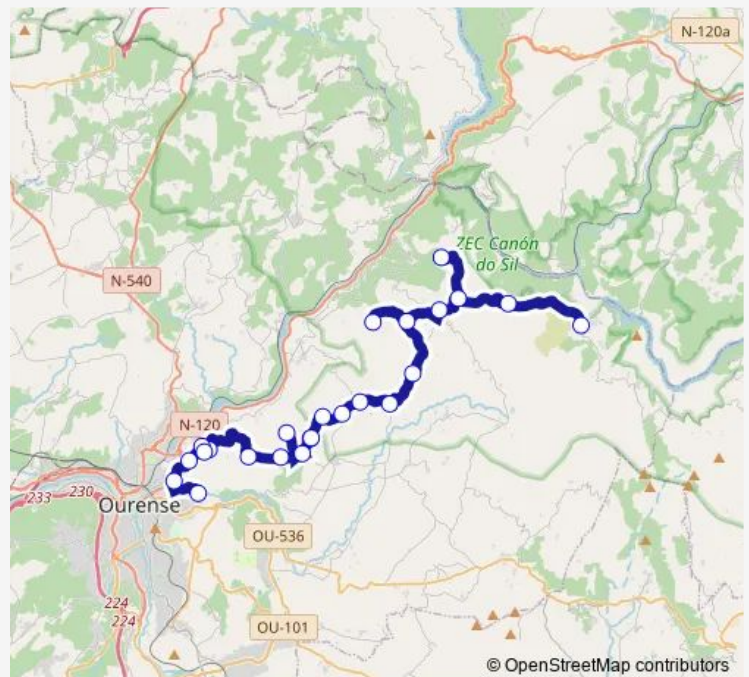 N-120a
ZEC Canón
do Sil
N-540
N-120
233
230
Ourense
OU-536
224
224
OU-101
© OpenStreetMap contributors